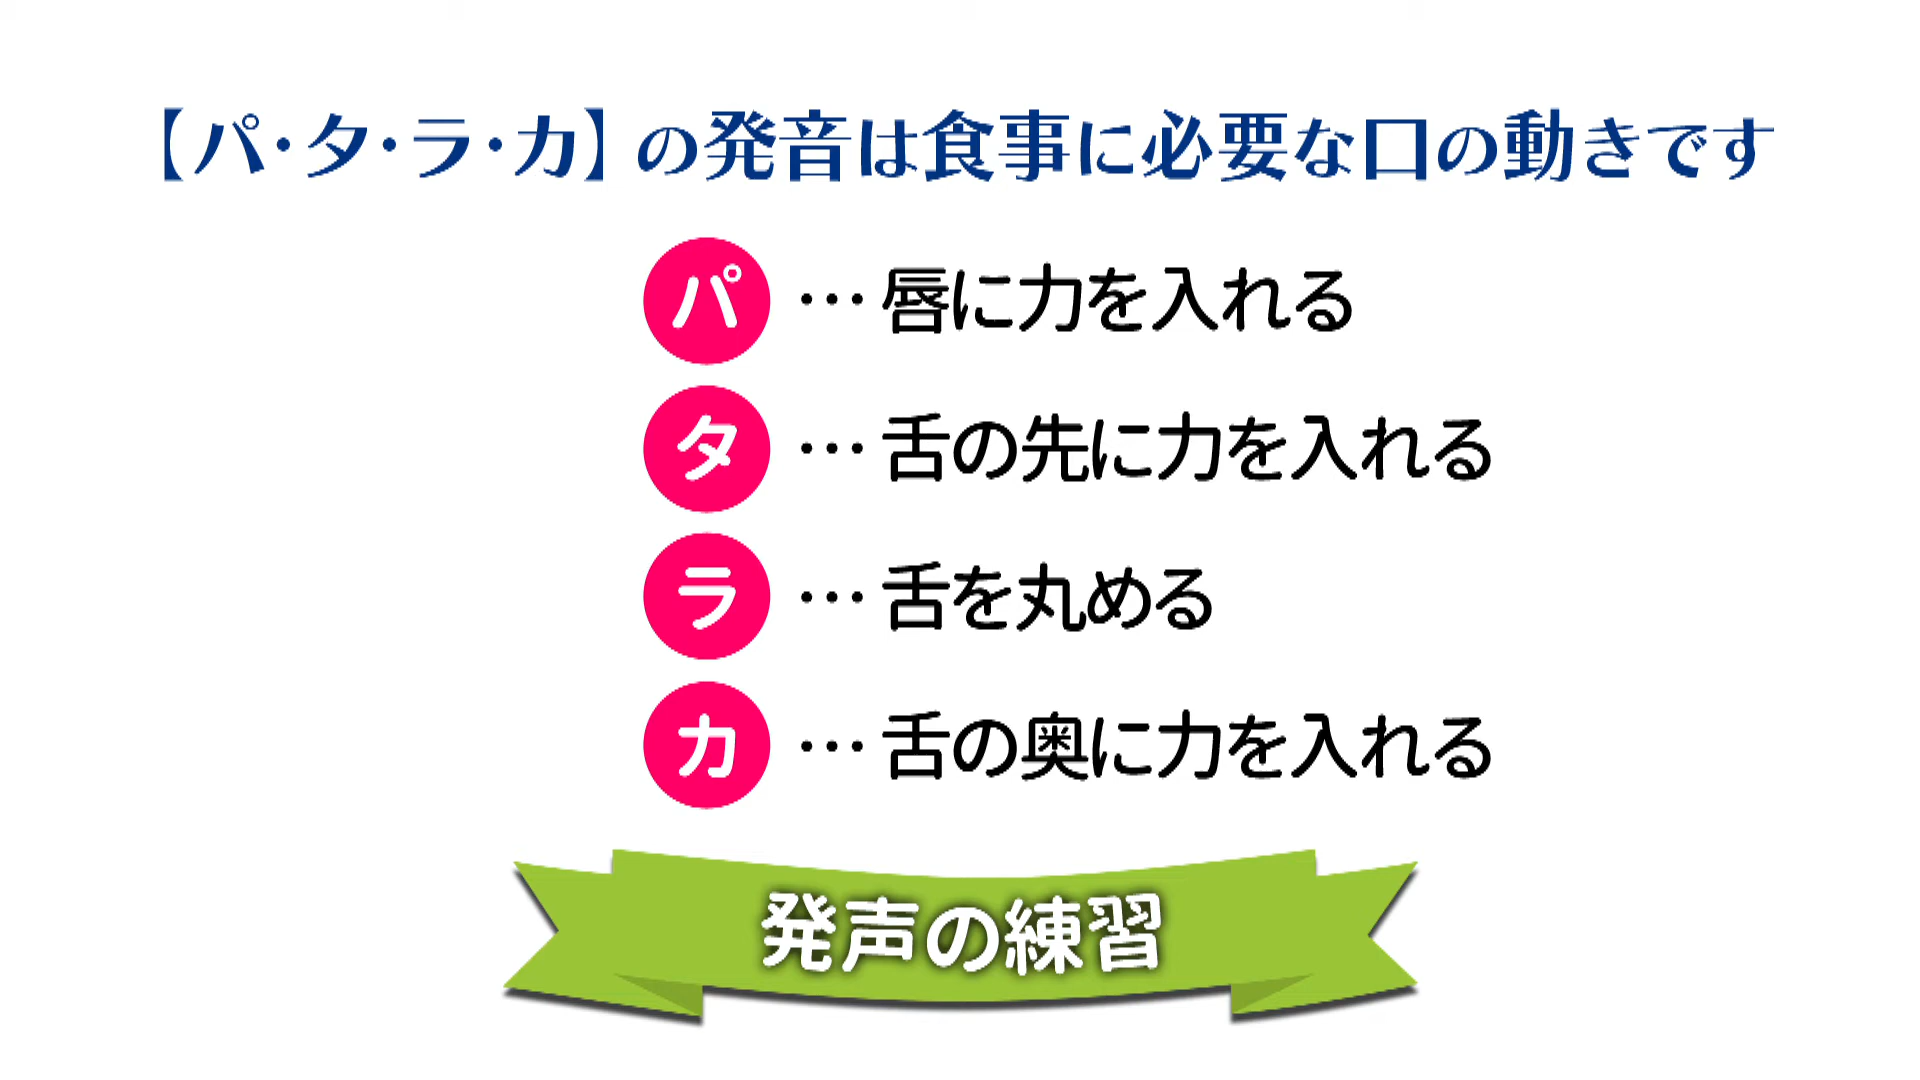 【パ・タ・ラ・カ】の発音は食事に必要な口の動きです
パ … 唇に力を入れる
タ … 舌の先に力を入れる
ラ … 舌を丸める
カ … 舌の奥に力を入れる
発声の練習